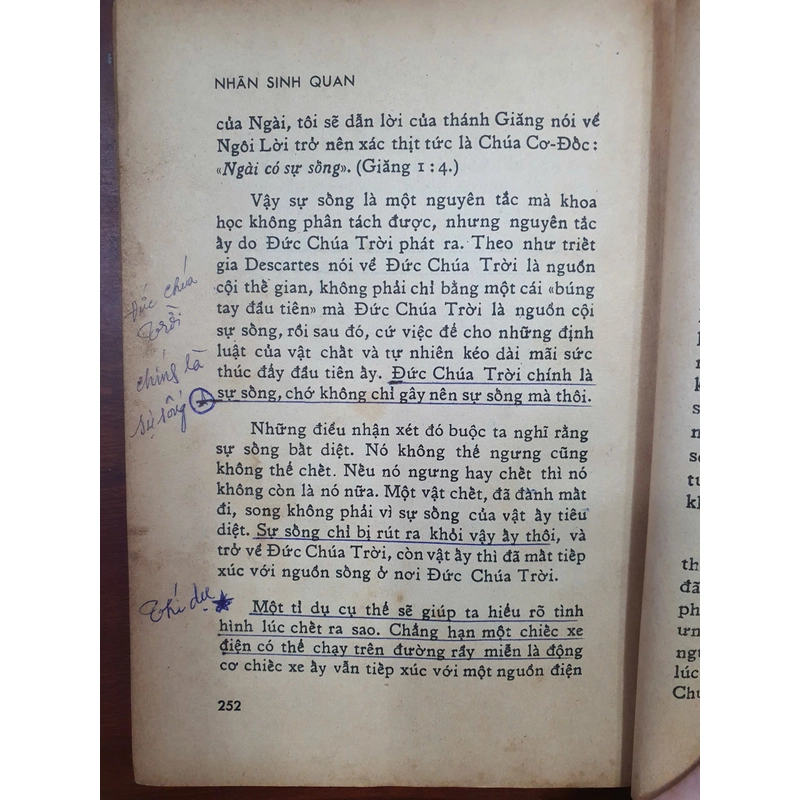 NHÂN SINH QUAN
của Ngài, tôi sẽ dẫn lời của thánh Giăng nói về
Ngôi Lời trở nên xác thịt tức là Chúa Cơ-Đốc :
«Ngài có sự sống». (Giăng 1 : 4.)
Vậy sự sống là một nguyên tắc mà khoa
học không phân tách được, nhưng nguyên tắc
ấy do Đức Chúa Trời phát ra. Theo như triết
gia Descartes nói về Đức Chúa Trời là nguồn
cội thế gian, không phải chỉ bằng một cái «búng
tay đầu tiên» mà Đức Chúa Trời là nguồn cội
sự sống, rồi sau đó, cứ việc để cho những định
luật của vật chất và tự nhiên kéo dài mãi sức
thúc đẩy đầu tiên ấy. Đức Chúa Trời chính là
sự sống, chớ không chỉ gây nên sự sống mà thôi.
Đức chúa
trời
chính là
sự sống
Những điều nhận xét đó buộc ta nghĩ rằng
sự sống bất diệt. Nó không thể ngưng cũng
không thể chết. Nếu nó ngưng hay chết thì nó
không còn là nó nữa. Một vật chết, đã đành mất
đi, song không phải vì sự sống của vật ấy tiêu
diệt. Sự sống chỉ bị rút ra khỏi vậy ấy thôi, và
trở về Đức Chúa Trời, còn vật ấy thì đã mất tiếp
xúc với nguồn sống ở nơi Đức Chúa Trời.
thí dụ
Một tỉ dụ cụ thể sẽ giúp ta hiểu rõ tình
hình lúc chết ra sao. Chẳng hạn một chiếc xe
điện có thể chạy trên đường rầy miễn là động
cơ chiếc xe ấy vẫn tiếp xúc với một nguồn điện
252
th
đã
ph
ưn
ngu
lúc
Chú